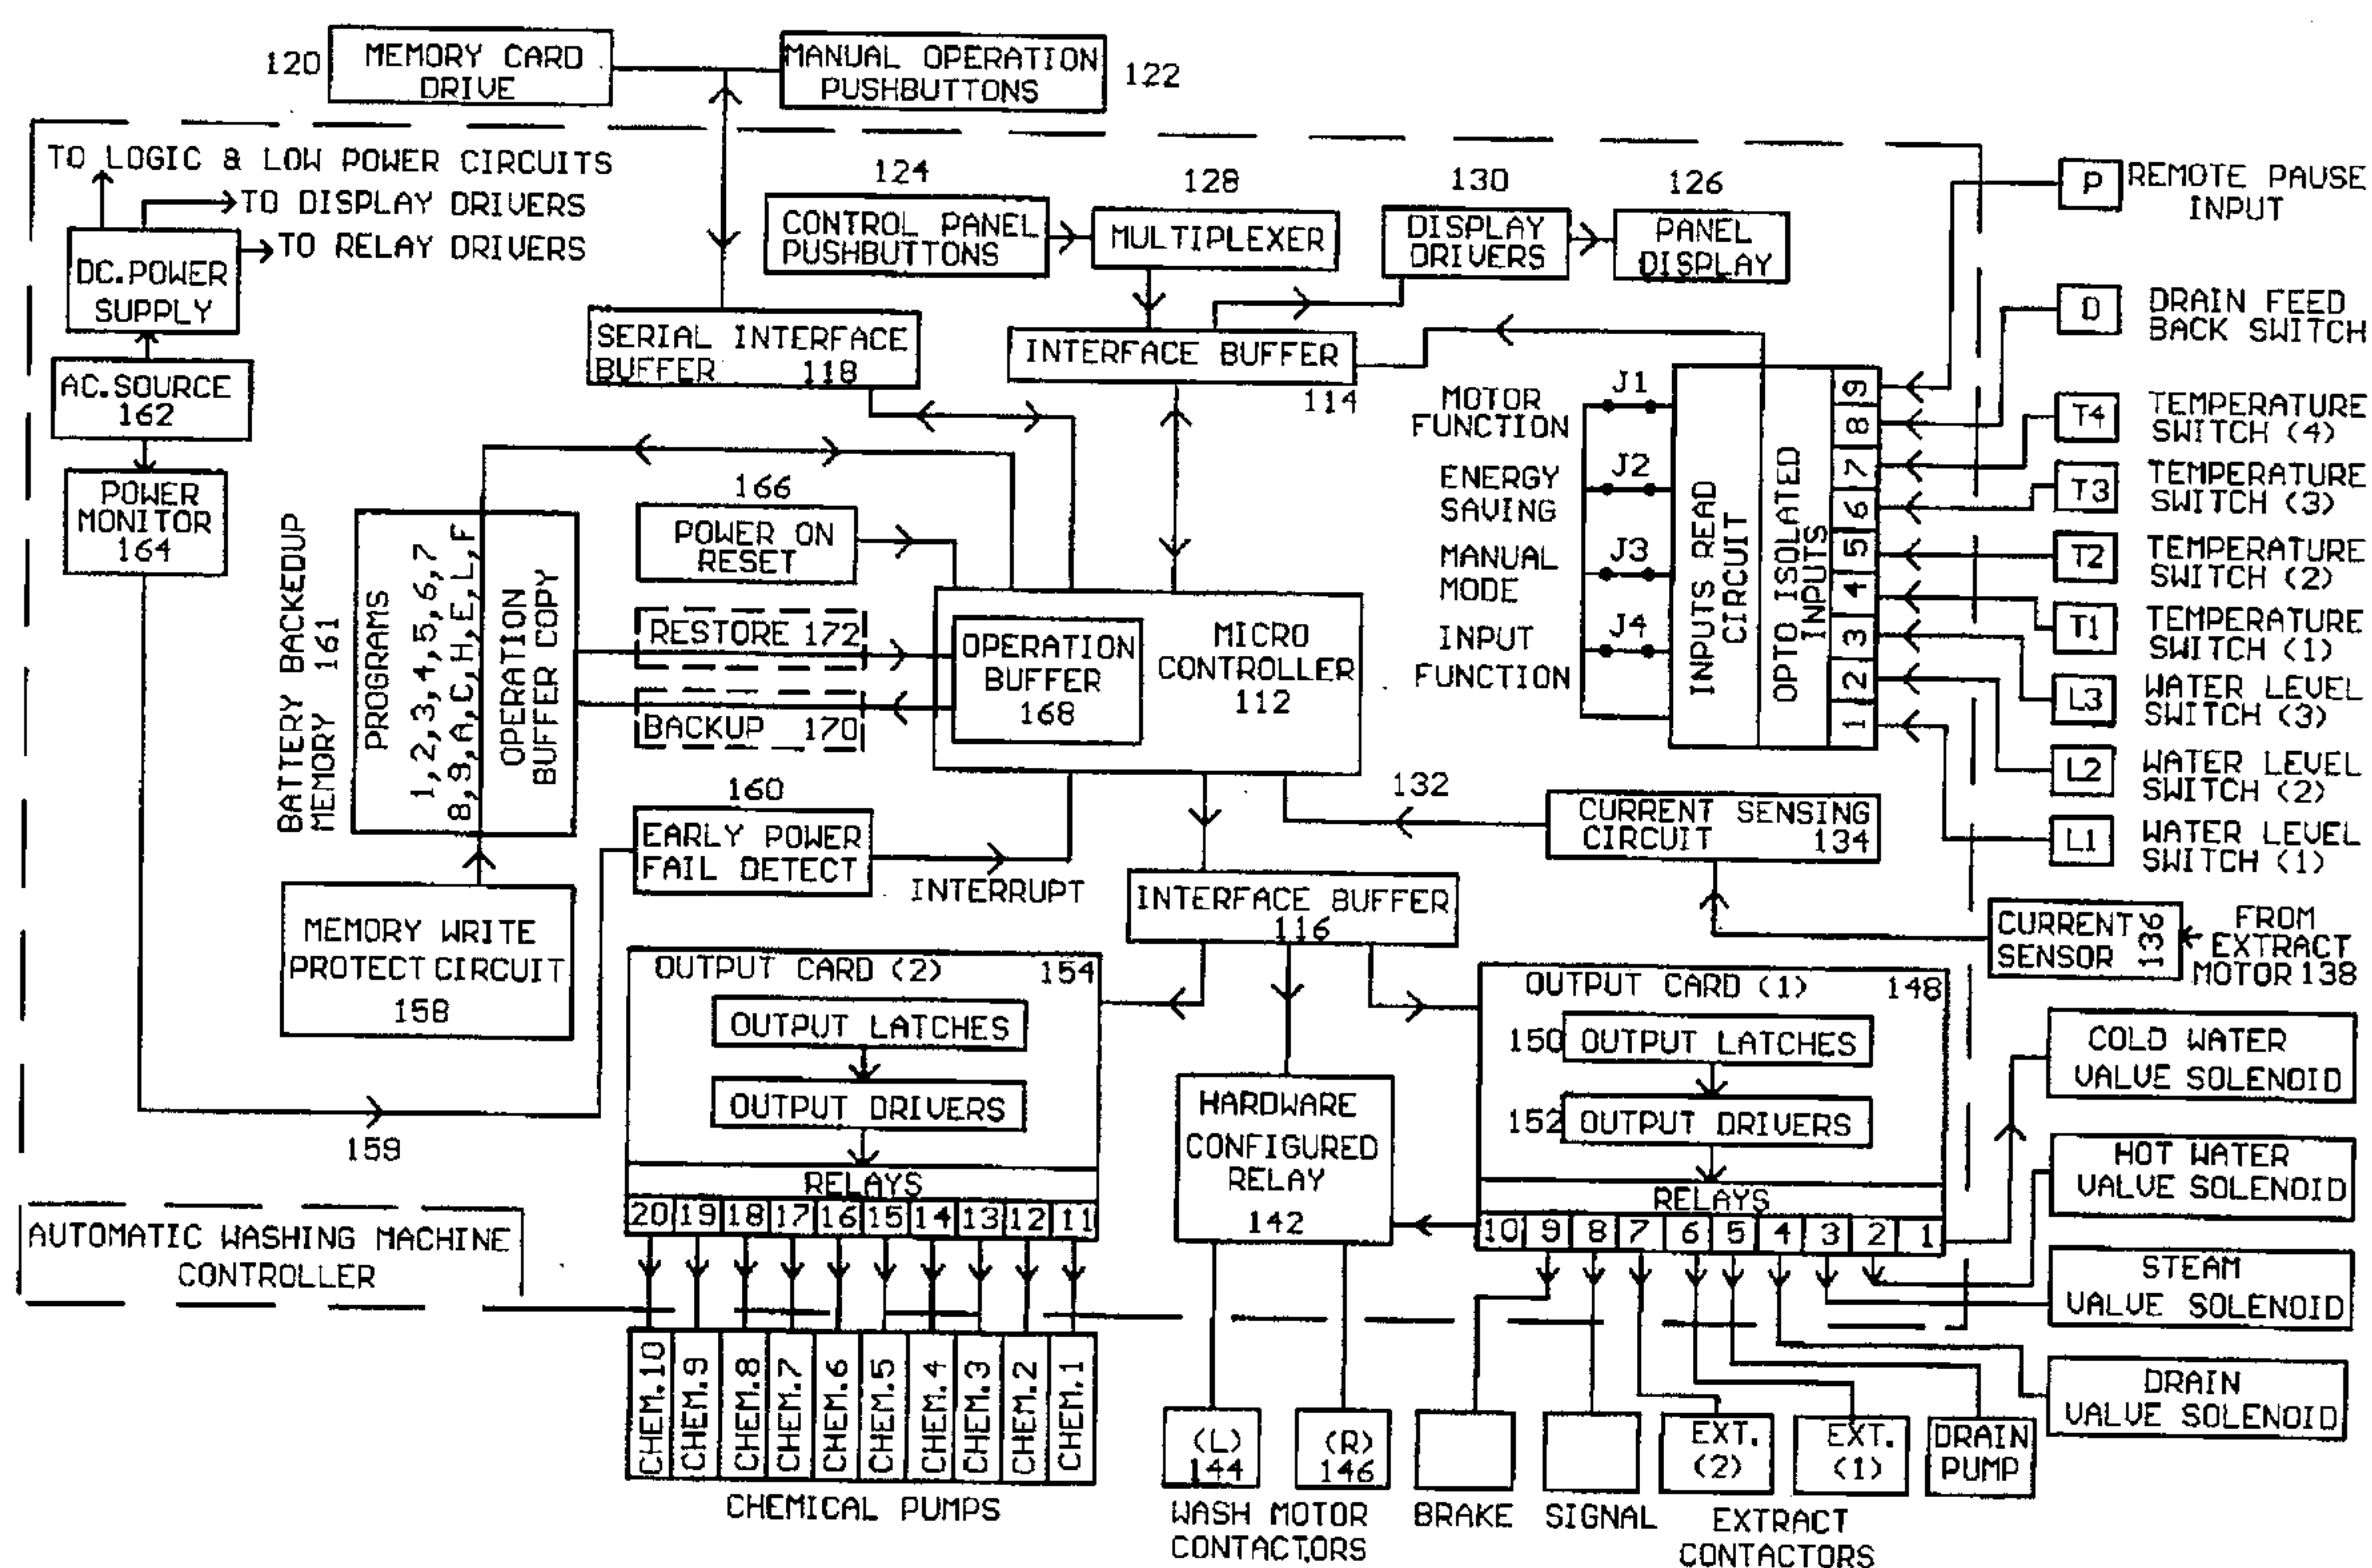 120
MEMORY CARD
DRIVE
MANUAL OPERATION
PUSHBUTTONS
122
TO LOGIC & LOW POWER CIRCUITS
TO DISPLAY DRIVERS
TO RELAY DRIVERS
DC.POWER
SUPPLY
AC.SOURCE
162
POWER
MONITOR
164
124
CONTROL PANEL
PUSHBUTTONS
128
MULTIPLEXER
130
DISPLAY
DRIVERS
126
PANEL
DISPLAY
SERIAL INTERFACE
BUFFER 118
INTERFACE BUFFER
114
P
REMOTE PAUSE
INPUT
D
DRAIN FEED
BACK SWITCH
T4
TEMPERATURE
SWITCH (4)
T3
TEMPERATURE
SWITCH (3)
T2
TEMPERATURE
SWITCH (2)
T1
TEMPERATURE
SWITCH (1)
L3
WATER LEVEL
SWITCH (3)
L2
WATER LEVEL
SWITCH (2)
L1
WATER LEVEL
SWITCH (1)
MOTOR
FUNCTION
J1
ENERGY
SAVING
J2
MANUAL
MODE
J3
INPUT
FUNCTION
J4
INPUTS READ
CIRCUIT
OPTO ISOLATED
INPUTS
9
8
7
6
5
4
3
2
1
BATTERY BACKEDUP
MEMORY 161
PROGRAMS
1,2,3,4,5,6,7
8,9,A,C,H,E,L,F
OPERATION
BUFFER COPY
166
POWER ON
RESET
RESTORE 172
BACKUP 170
OPERATION
BUFFER
168
MICRO
CONTROLLER
112
160
EARLY POWER
FAIL DETECT
INTERRUPT
132
CURRENT SENSING
CIRCUIT 134
CURRENT
SENSOR
136
FROM
EXTRACT
MOTOR 138
MEMORY WRITE
PROTECT CIRCUIT
158
159
INTERFACE BUFFER
116
OUTPUT CARD (2) 154
OUTPUT LATCHES
OUTPUT DRIVERS
RELAYS
20 19 18 17 16 15 14 13 12 11
HARDWARE
CONFIGURED
RELAY
142
OUTPUT CARD (1) 148
150 OUTPUT LATCHES
152 OUTPUT DRIVERS
RELAYS
10 9 8 7 6 5 4 3 2 1
COLD WATER
VALVE SOLENOID
HOT WATER
VALVE SOLENOID
STEAM
VALVE SOLENOID
DRAIN
VALVE SOLENOID
AUTOMATIC WASHING MACHINE
CONTROLLER
CHEM.10
CHEM.9
CHEM.8
CHEM.7
CHEM.6
CHEM.5
CHEM.4
CHEM.3
CHEM.2
CHEM.1
CHEMICAL PUMPS
(L)
144
(R)
146
WASH MOTOR
CONTACTORS
BRAKE
SIGNAL
EXT.
(2)
EXT.
(1)
EXTRACT
CONTACTORS
DRAIN
PUMP